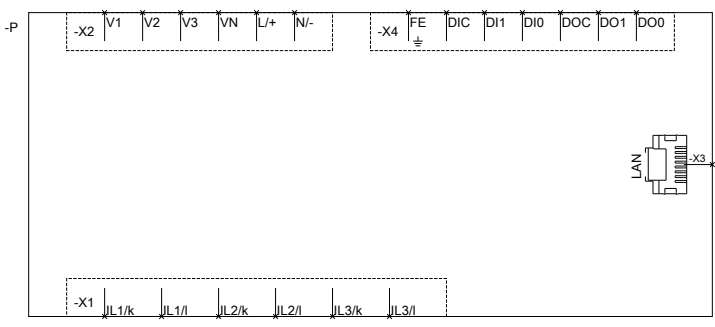 -P
-X2 V1 V2 V3 VN L/+ N/-
-X4 FE DIC DI1 DI0 DOC DO1 DO0
LAN
-X3
-X1 IL1/k IL1/l IL2/k IL2/l IL3/k IL3/l